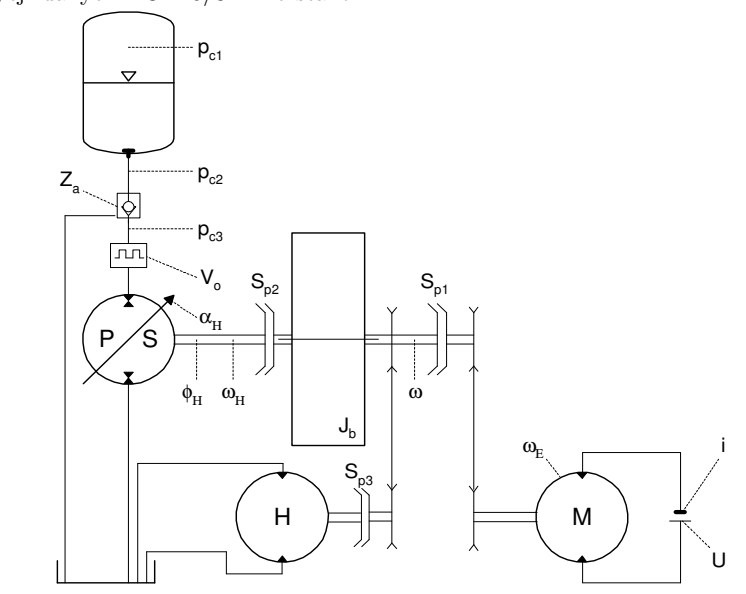 p_c1
p_c2
Z_a
p_c3
V_o
S_p2
S_p1
P S
α_H
ϕ_H
ω_H
ω
J_b
ω_E
i
S_p3
H
M
U